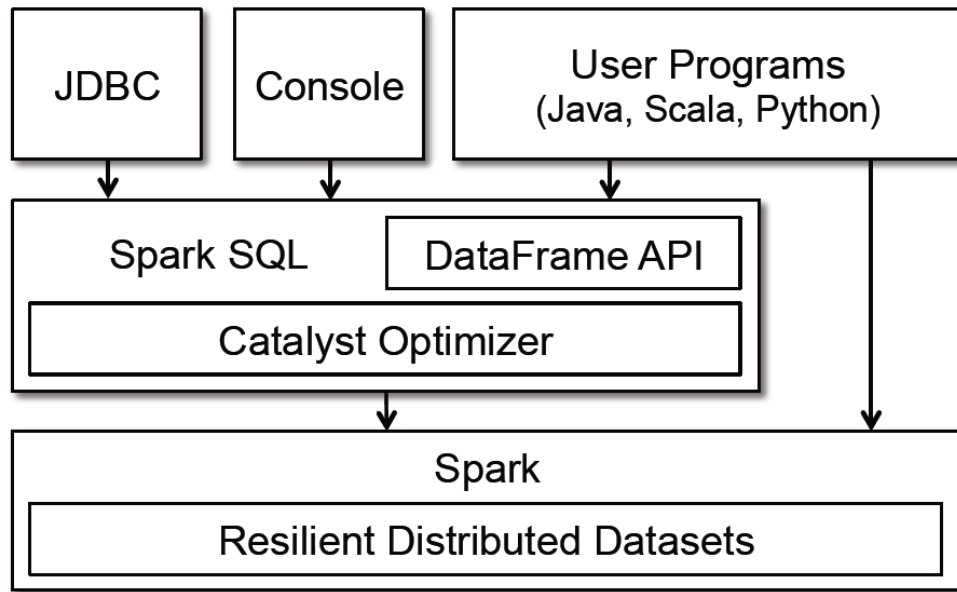 JDBC
Console
User Programs
(Java, Scala, Python)
Spark SQL
DataFrame API
Catalyst Optimizer
Spark
Resilient Distributed Datasets